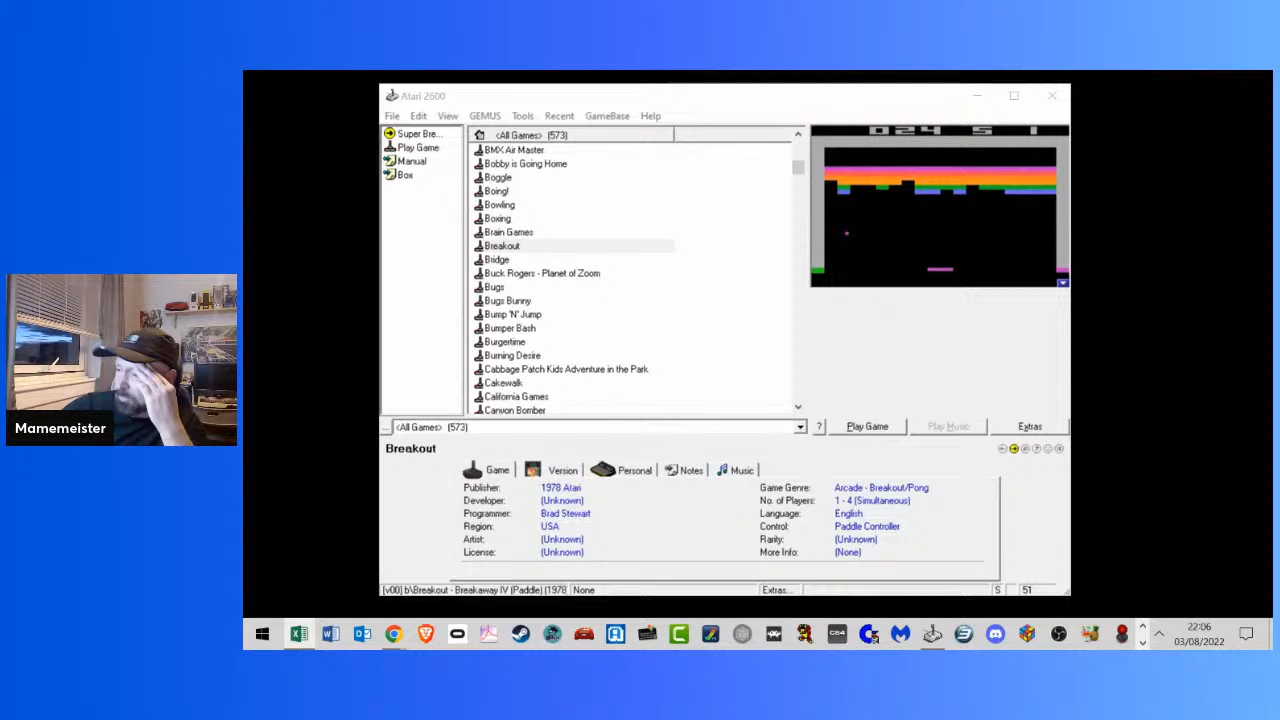 Atari 2600
File Edit View GEMUS Tools Recent GameBase Help
Super Bre...
Play Game
Manual
Box
<All Games> (573)
BMX Air Master
Bobby is Going Home
Boggle
Boing!
Bowling
Boxing
Brain Games
Breakout
Bridge
Buck Rogers - Planet of Zoom
Bugs
Bugs Bunny
Bump 'N' Jump
Bumper Bash
Burgertime
Burning Desire
Cabbage Patch Kids Adventure in the Park
Cakewalk
California Games
Canyon Bomber
024 5 1
... <All Games> (573)
? Play Game Play Music Extras
Breakout
Game Version Personal Notes Music
Publisher: 1978 Atari
Developer: (Unknown)
Programmer: Brad Stewart
Region: USA
Artist: (Unknown)
License: (Unknown)
Game Genre: Arcade - Breakout/Pong
No. of Players: 1 - 4 (Simultaneous)
Language: English
Control: Paddle Controller
Rarity: (Unknown)
More Info: (None)
[v00] b\Breakout - Breakaway IV (Paddle) (1978 None Extras... S 51
Mamemeister
C64
22:06
03/08/2022